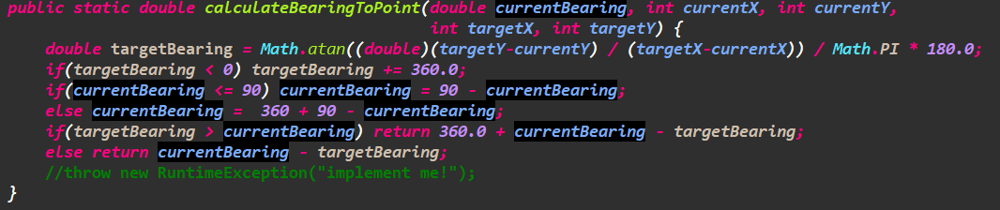 public static double calculateBearingToPoint(double currentBearing, int currentX, int currentY,
int targetX, int targetY) {
double targetBearing = Math.atan((double)(targetY-currentY) / (targetX-currentX)) / Math.PI * 180.0;
if(targetBearing < 0) targetBearing += 360.0;
if(currentBearing <= 90) currentBearing = 90 - currentBearing;
else currentBearing =  360 + 90 - currentBearing;
if(targetBearing > currentBearing) return 360.0 + currentBearing - targetBearing;
else return currentBearing - targetBearing;
//throw new RuntimeException("implement me!");
}